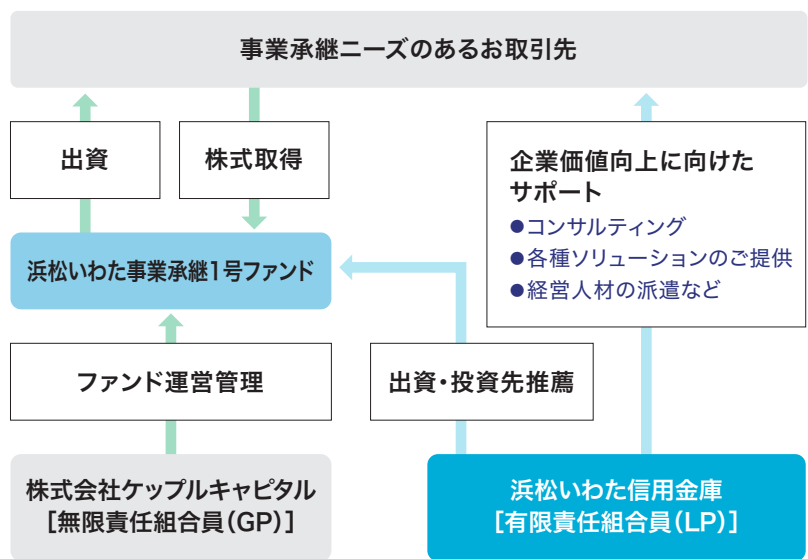 事業承継ニーズのあるお取引先
出資
株式取得
企業価値向上に向けた
サポート
●コンサルティング
●各種ソリューションのご提供
●経営人材の派遣など
浜松いわた事業承継1号ファンド
ファンド運営管理
出資・投資先推薦
株式会社ケップルキャピタル
[無限責任組合員(GP)]
浜松いわた信用金庫
[有限責任組合員(LP)]